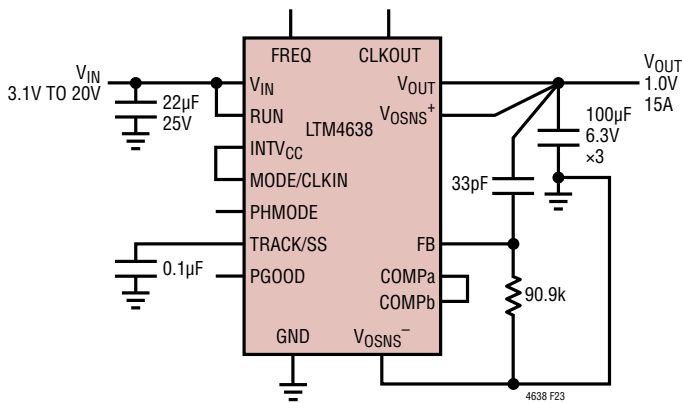 FREQ CLKOUT
VIN
3.1V TO 20V
22µF
25V
VIN
RUN
INTVCC
MODE/CLKIN
PHMODE
TRACK/SS
PGOOD
0.1µF
GND
LTM4638
VOUT
VOSNS+
FB
COMPa
COMPb
VOSNS–
33pF
90.9k
100µF
6.3V
×3
VOUT
1.0V
15A
4638 F23